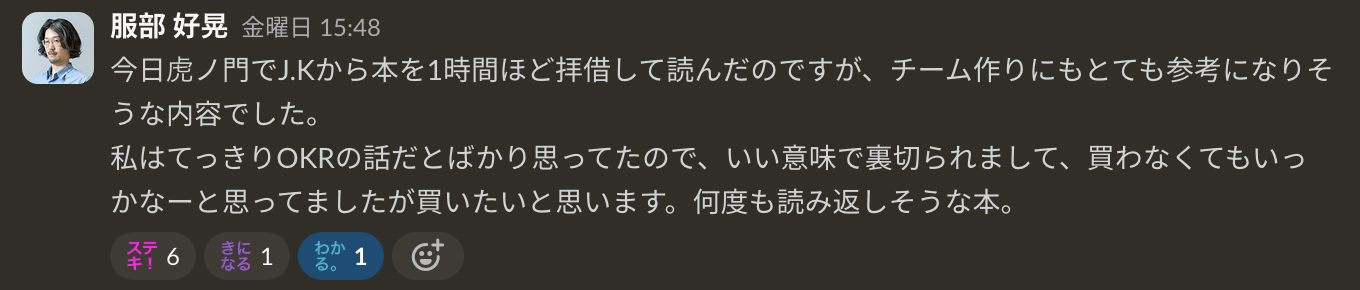 服部 好晃 金曜日 15:48
今日虎ノ門でJ.Kから本を1時間ほど拝借して読んだのですが、チーム作りにもとても参考になりそ
うな内容でした。
私はてっきりOKRの話だとばかり思ってたので、いい意味で裏切られまして、買わなくてもいっ
かなーと思ってましたが買いたいと思います。何度も読み返しそうな本。
ステキ！ 6 きになる 1 わかる。 1